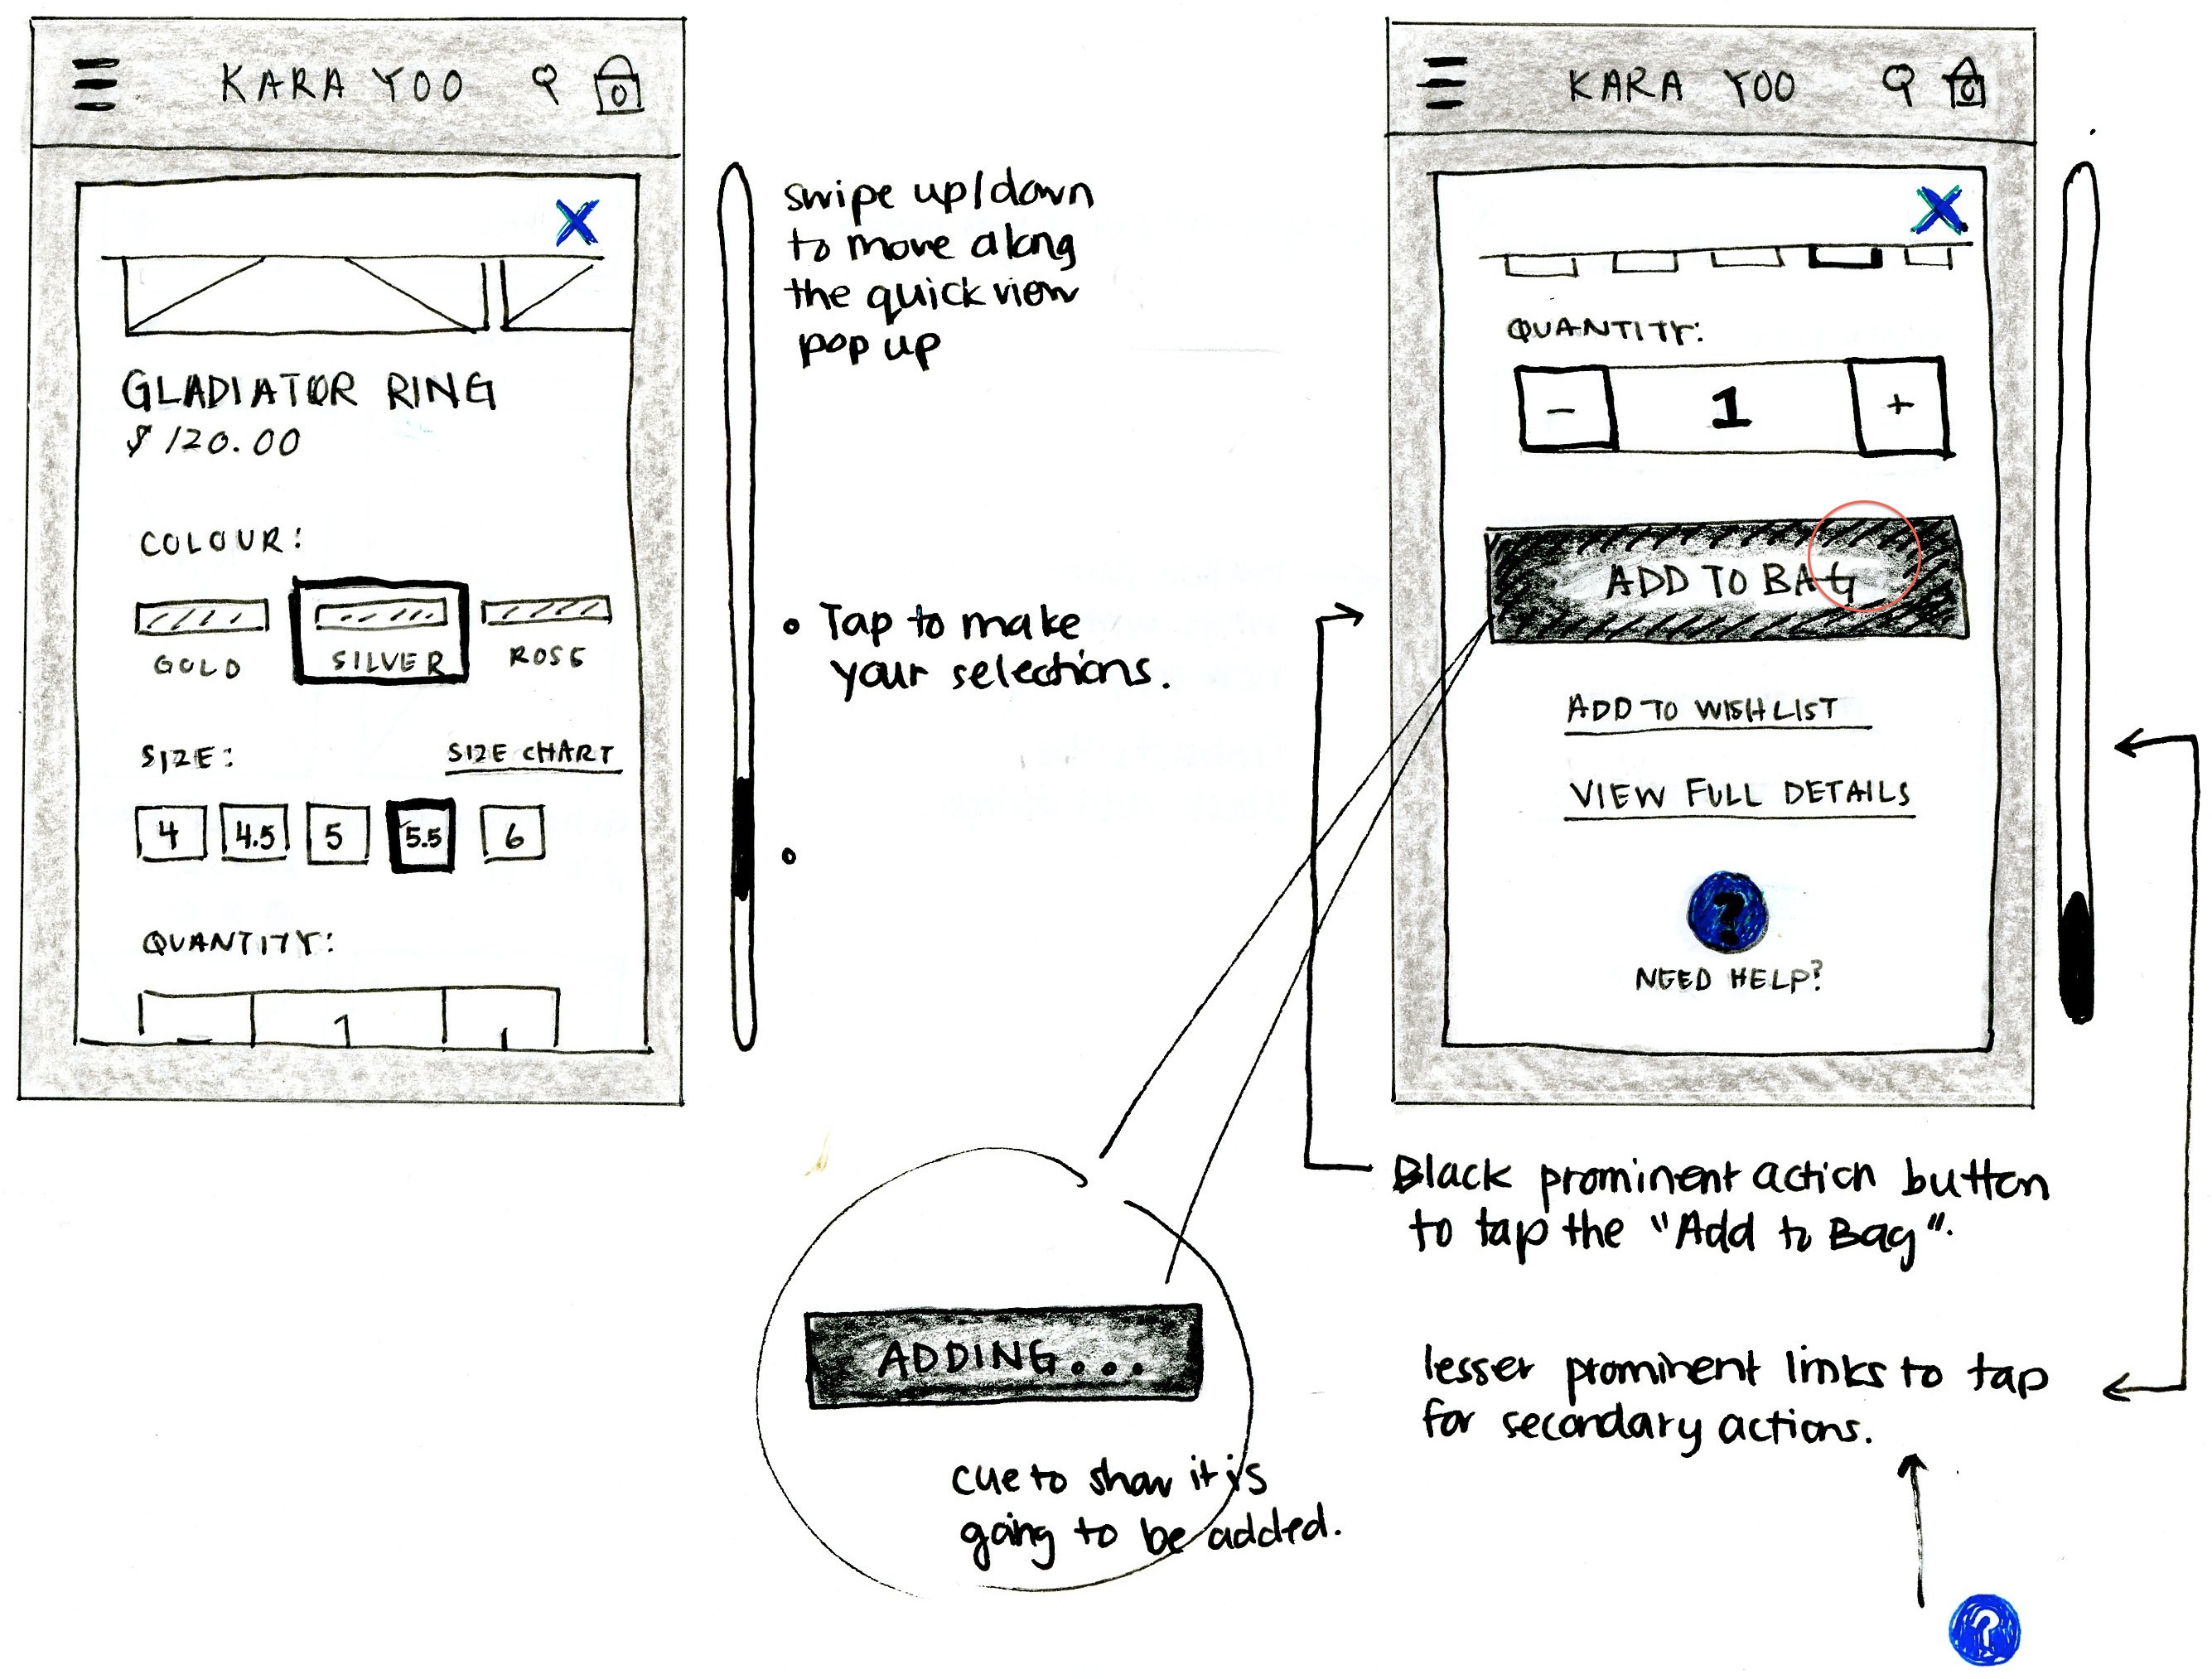 KARA YOO
0
X
GLADIATOR RING
$ 120.00
COLOUR:
GOLD
SILVER
ROSE
SIZE:
SIZE CHART
4
4.5
5
5.5
6
QUANTITY:
1
swipe up/down
to move along
the quick view
pop up
• Tap to make
your selections.
•
KARA YOO
0
X
QUANTITY:
- 1 +
ADD TO BAG
ADD TO WISHLIST
VIEW FULL DETAILS
?
NEED HELP?
Black prominent action button
to tap the "Add to Bag".
ADDING...
cue to show it is
going to be added.
lesser prominent links to tap
for secondary actions.
?